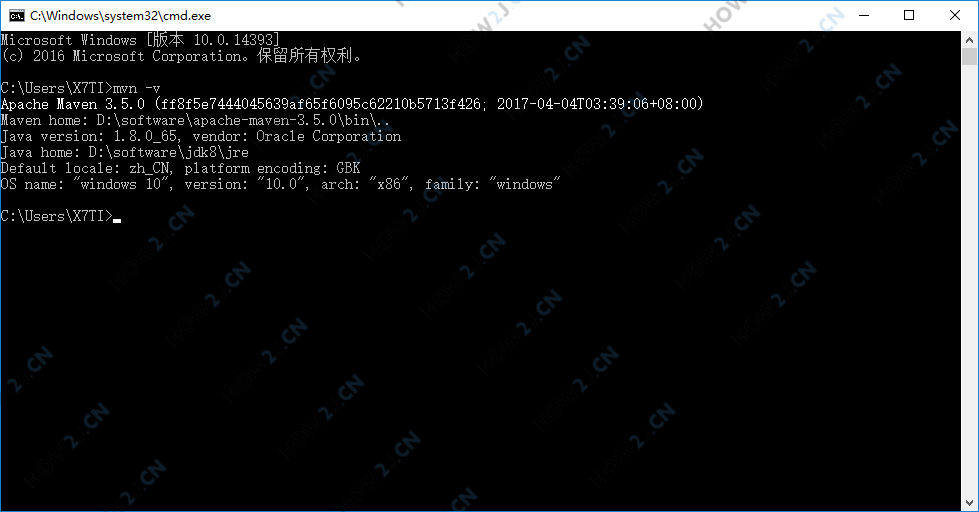 C:\Windows\system32\cmd.exe
Microsoft Windows [版本 10.0.14393]
(c) 2016 Microsoft Corporation。保留所有权利。
C:\Users\X7TI>mvn -v
Apache Maven 3.5.0 (ff8f5e7444045639af65f6095c62210b5713f426; 2017-04-04T03:39:06+08:00)
Maven home: D:\software\apache-maven-3.5.0\bin\..
Java version: 1.8.0_65, vendor: Oracle Corporation
Java home: D:\software\jdk8\jre
Default locale: zh_CN, platform encoding: GBK
OS name: "windows 10", version: "10.0", arch: "x86", family: "windows"
C:\Users\X7TI>